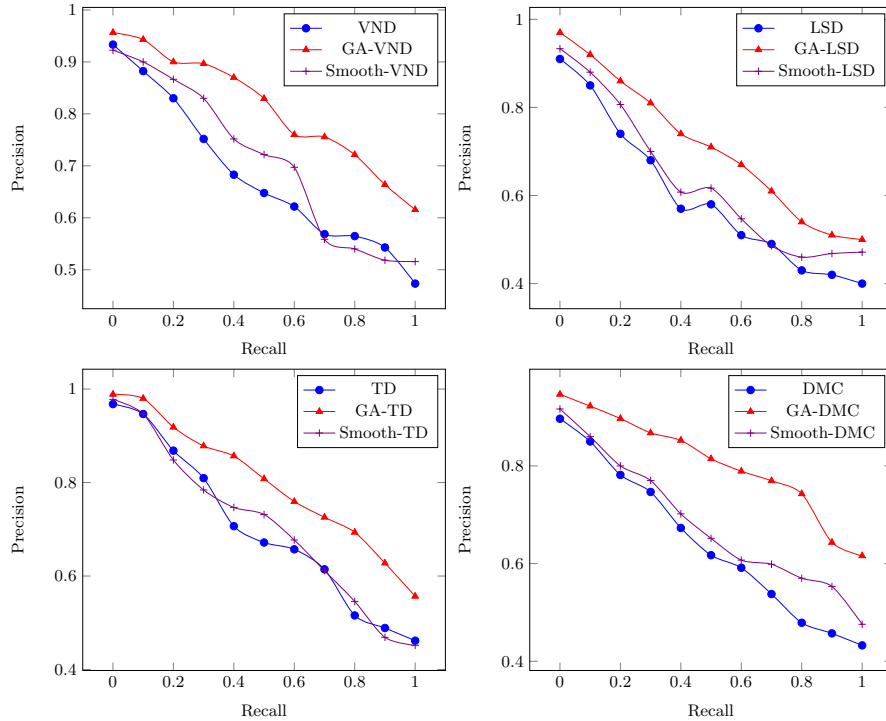 VND
GA-VND
Smooth-VND
1
0.9
0.8
0.7
0.6
0.5
Precision
0 0.2 0.4 0.6 0.8 1
Recall
LSD
GA-LSD
Smooth-LSD
1
0.8
0.6
0.4
Precision
0 0.2 0.4 0.6 0.8 1
Recall
TD
GA-TD
Smooth-TD
1
0.8
0.6
0.4
Precision
0 0.2 0.4 0.6 0.8 1
Recall
DMC
GA-DMC
Smooth-DMC
0.8
0.6
0.4
Precision
0 0.2 0.4 0.6 0.8 1
Recall